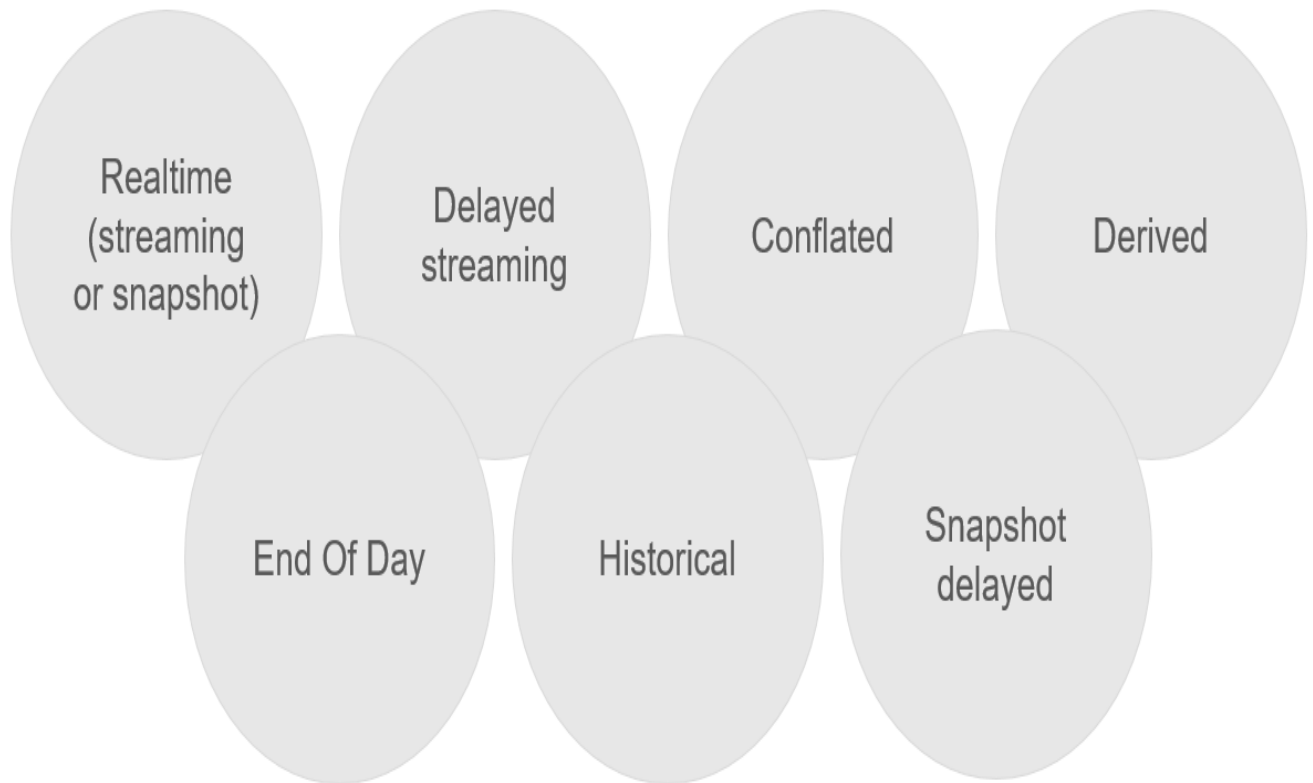 Realtime
(streaming
or snapshot)
Delayed
streaming
Conflated
Derived
End Of Day
Historical
Snapshot
delayed